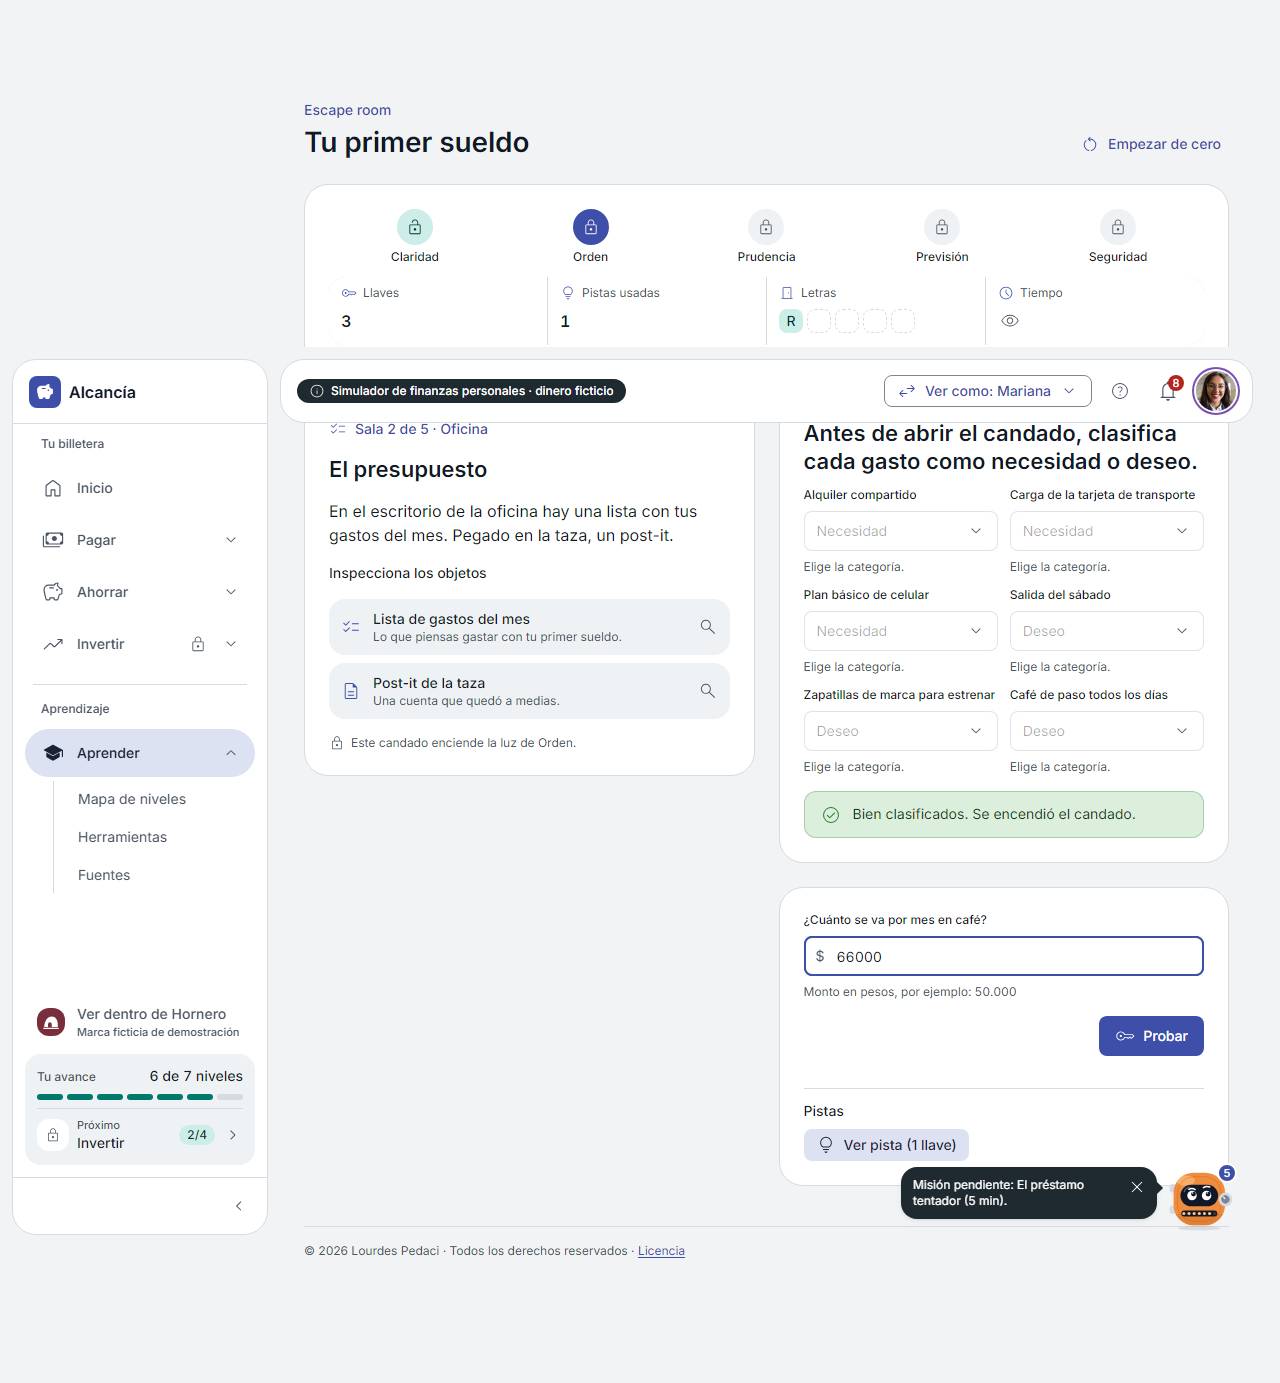 Escape room
Tu primer sueldo
Empezar de cero
Claridad
Orden
Prudencia
Previsión
Seguridad
Llaves
3
Pistas usadas
1
Letras
R
Tiempo
Alcancía
Simulador de finanzas personales · dinero ficticio
Ver como: Mariana
8
Tu billetera
Inicio
Pagar
Ahorrar
Invertir
Aprendizaje
Aprender
Mapa de niveles
Herramientas
Fuentes
Ver dentro de Hornero
Marca ficticia de demostración
Tu avance
6 de 7 niveles
Próximo
Invertir
2/4
Sala 2 de 5 · Oficina
El presupuesto
En el escritorio de la oficina hay una lista con tus
gastos del mes. Pegado en la taza, un post-it.
Inspecciona los objetos
Lista de gastos del mes
Lo que piensas gastar con tu primer sueldo.
Post-it de la taza
Una cuenta que quedó a medias.
Este candado enciende la luz de Orden.
Antes de abrir el candado, clasifica
cada gasto como necesidad o deseo.
Alquiler compartido
Carga de la tarjeta de transporte
Necesidad
Necesidad
Elige la categoría.
Elige la categoría.
Plan básico de celular
Salida del sábado
Necesidad
Deseo
Elige la categoría.
Elige la categoría.
Zapatillas de marca para estrenar
Café de paso todos los días
Deseo
Deseo
Elige la categoría.
Elige la categoría.
Bien clasificados. Se encendió el candado.
¿Cuánto se va por mes en café?
$ 66000
Monto en pesos, por ejemplo: 50.000
Probar
Pistas
Ver pista (1 llave)
Misión pendiente: El préstamo
tentador (5 min).
5
© 2026 Lourdes Pedaci · Todos los derechos reservados · Licencia